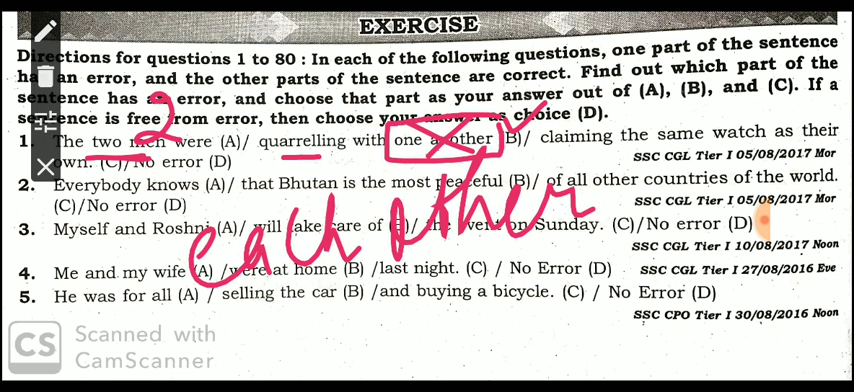 EXERCISE
Directions for questions 1 to 80 : In each of the following questions, one part of the sentence
has an error, and the other parts of the sentence are correct. Find out which part of the
sentence has an error, and choose that part as your answer out of (A), (B), and (C). If a
sentence is free from error, then choose your answer as choice (D).
2
1. The two men were (A)/ quarrelling with one another (B)/ claiming the same watch as their
own. (C)/No error (D) SSC CGL Tier I 05/08/2017 Mor
2. Everybody knows (A)/ that Bhutan is the most peaceful (B)/ of all other countries of the world.
(C)/No error (D) SSC CGL Tier I 05/08/2017 Mor
each other
3. Myself and Roshni (A)/ will take care of (B)/ the event on Sunday. (C)/No error (D)
SSC CGL Tier I 10/08/2017 Noon
4. Me and my wife (A) /were at home (B) /last night. (C) / No Error (D) SSC CGL Tier I 27/08/2016 Eve
5. He was for all (A) / selling the car (B) /and buying a bicycle. (C) / No Error (D)
SSC CPO Tier I 30/08/2016 Noon
CS Scanned with
CamScanner